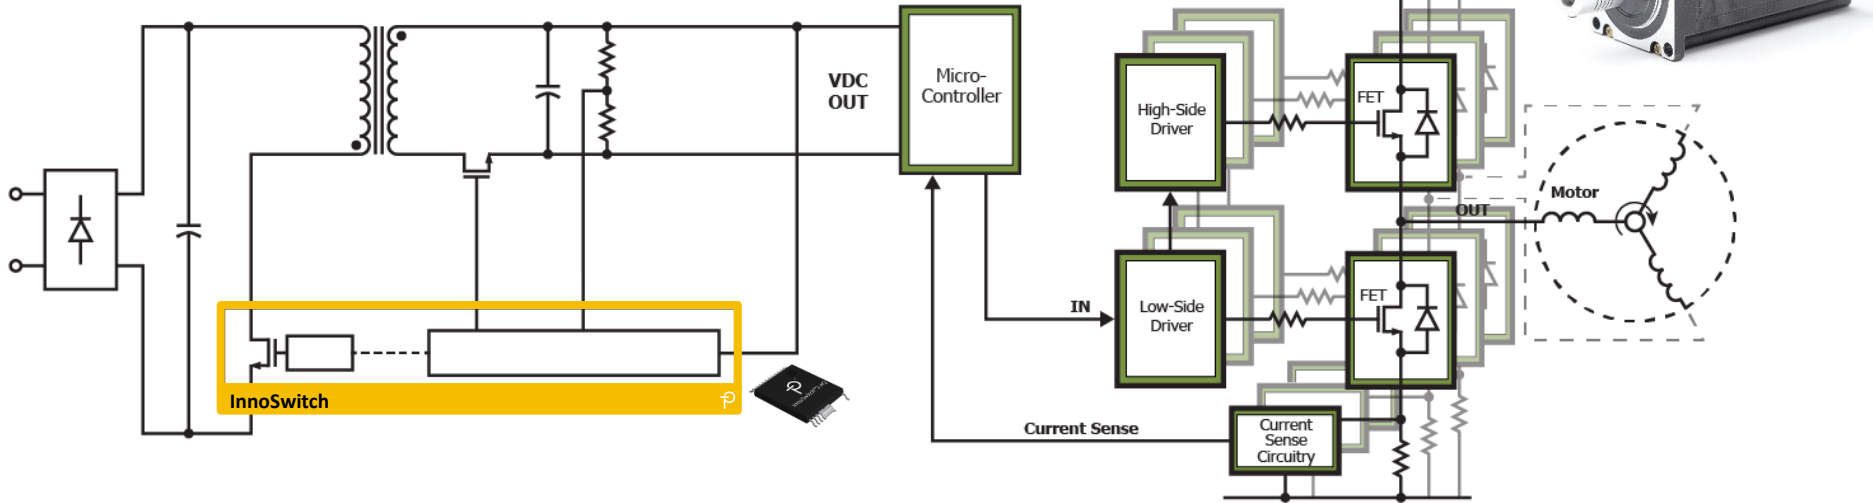 VDC
OUT
Micro-
Controller
High-Side
Driver
FET
Motor
OUT
IN
Low-Side
Driver
FET
InnoSwitch
Current Sense
Current
Sense
Circuitry